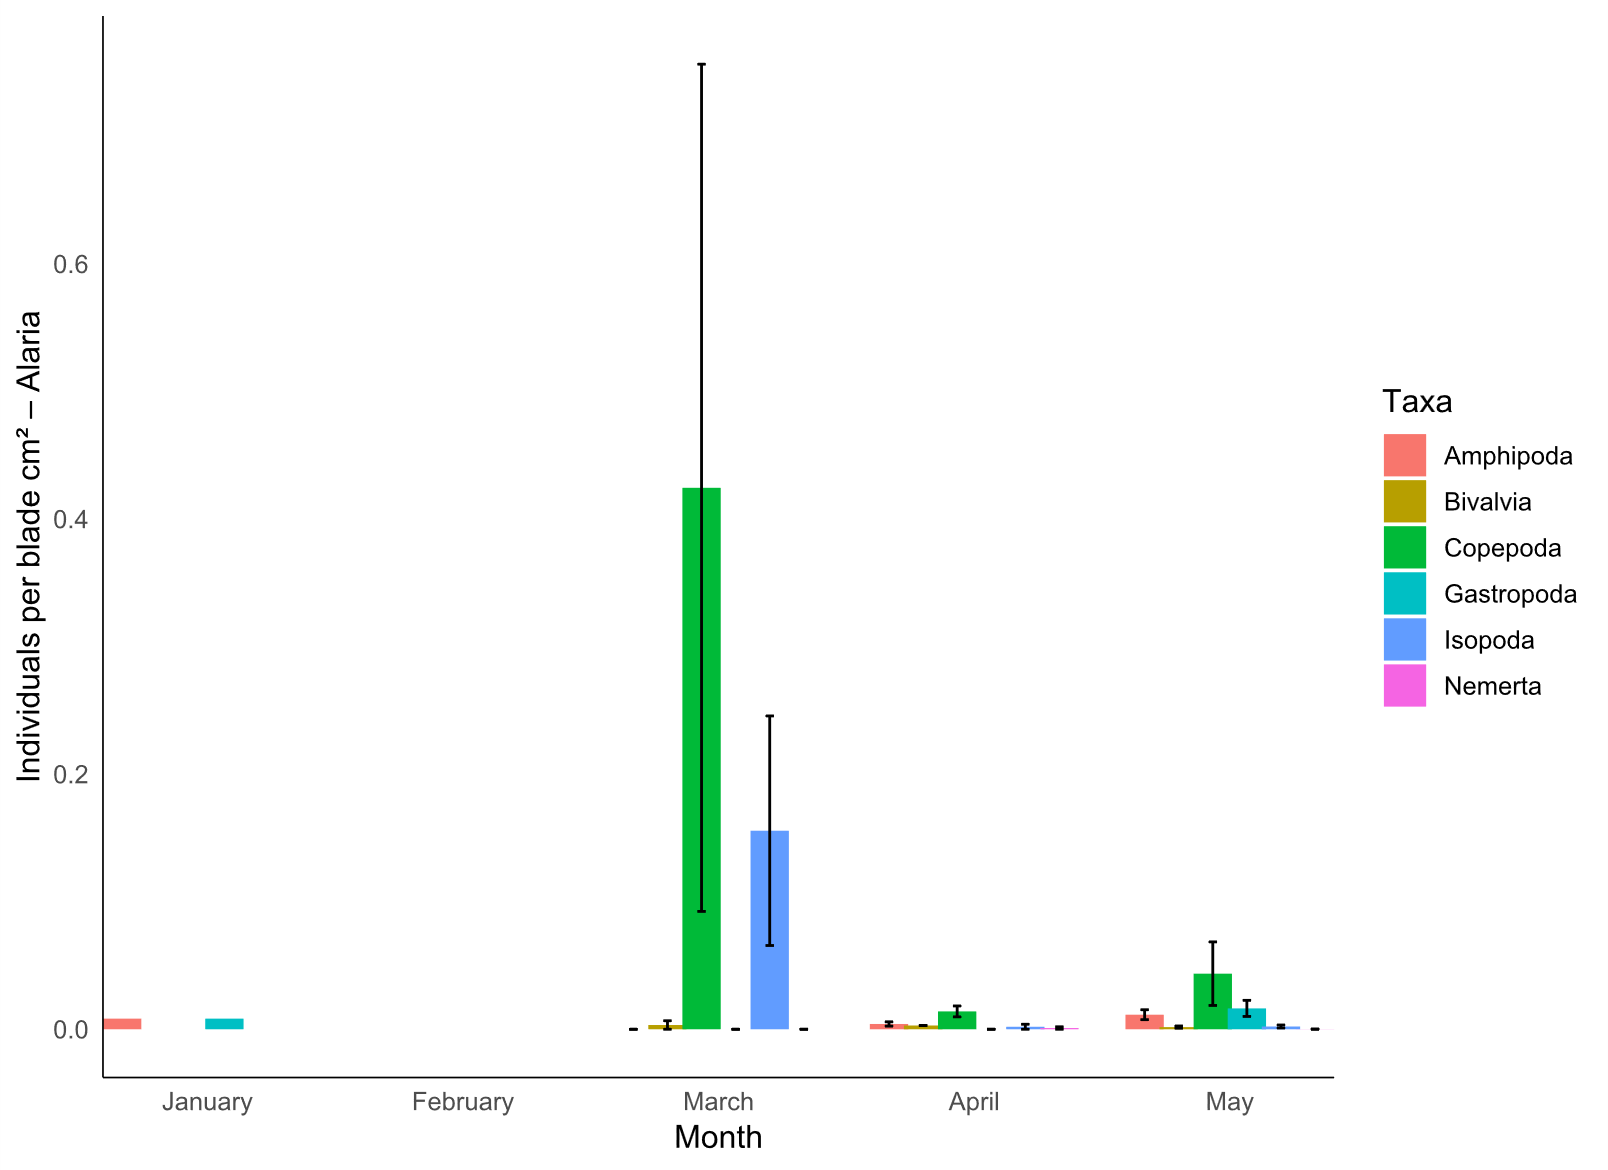 Individuals per blade cm² – Alaria
0.6
0.4
0.2
0.0
January February March April May
Month
Taxa
Amphipoda
Bivalvia
Copepoda
Gastropoda
Isopoda
Nemerta